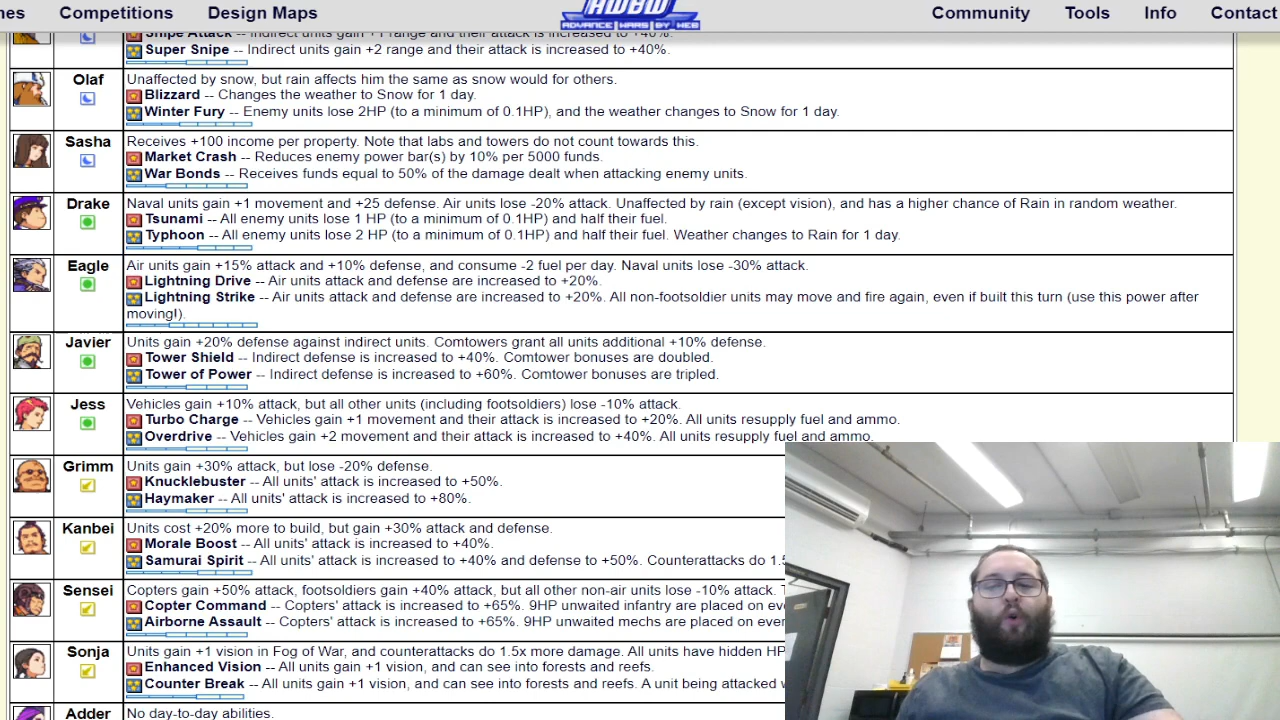 nes Competitions Design Maps AWBW Community Tools Info Contact
ADVANCE WARS BY WEB
Snipe Attack -- Indirect units gain +1 range and their attack is increased to +40%.
Super Snipe -- Indirect units gain +2 range and their attack is increased to +40%.
Olaf
Unaffected by snow, but rain affects him the same as snow would for others.
Blizzard -- Changes the weather to Snow for 1 day.
Winter Fury -- Enemy units lose 2HP (to a minimum of 0.1HP), and the weather changes to Snow for 1 day.
Sasha
Receives +100 income per property. Note that labs and towers do not count towards this.
Market Crash -- Reduces enemy power bar(s) by 10% per 5000 funds.
War Bonds -- Receives funds equal to 50% of the damage dealt when attacking enemy units.
Drake
Naval units gain +1 movement and +25 defense. Air units lose -20% attack. Unaffected by rain (except vision), and has a higher chance of Rain in random weather.
Tsunami -- All enemy units lose 1 HP (to a minimum of 0.1HP) and half their fuel.
Typhoon -- All enemy units lose 2 HP (to a minimum of 0.1HP) and half their fuel. Weather changes to Rain for 1 day.
Eagle
Air units gain +15% attack and +10% defense, and consume -2 fuel per day. Naval units lose -30% attack.
Lightning Drive -- Air units attack and defense are increased to +20%.
Lightning Strike -- Air units attack and defense are increased to +20%. All non-footsoldier units may move and fire again, even if built this turn (use this power after
moving!).
Javier
Units gain +20% defense against indirect units. Comtowers grant all units additional +10% defense.
Tower Shield -- Indirect defense is increased to +40%. Comtower bonuses are doubled.
Tower of Power -- Indirect defense is increased to +60%. Comtower bonuses are tripled.
Jess
Vehicles gain +10% attack, but all other units (including footsoldiers) lose -10% attack.
Turbo Charge -- Vehicles gain +1 movement and their attack is increased to +20%. All units resupply fuel and ammo.
Overdrive -- Vehicles gain +2 movement and their attack is increased to +40%. All units resupply fuel and ammo.
Grimm
Units gain +30% attack, but lose -20% defense.
Knucklebuster -- All units' attack is increased to +50%.
Haymaker -- All units' attack is increased to +80%.
Kanbei
Units cost +20% more to build, but gain +30% attack and defense.
Morale Boost -- All units' attack is increased to +40%.
Samurai Spirit -- All units' attack is increased to +40% and defense to +50%. Counterattacks do 1.5
Sensei
Copters gain +50% attack, footsoldiers gain +40% attack, but all other non-air units lose -10% attack. T
Copter Command -- Copters' attack is increased to +65%. 9HP unwaited infantry are placed on ev
Airborne Assault -- Copters' attack is increased to +65%. 9HP unwaited mechs are placed on ever
Sonja
Units gain +1 vision in Fog of War, and counterattacks do 1.5x more damage. All units have hidden HP
Enhanced Vision -- All units gain +1 vision, and can see into forests and reefs.
Counter Break -- All units gain +1 vision, and can see into forests and reefs. A unit being attacked w
Adder
No day-to-day abilities.